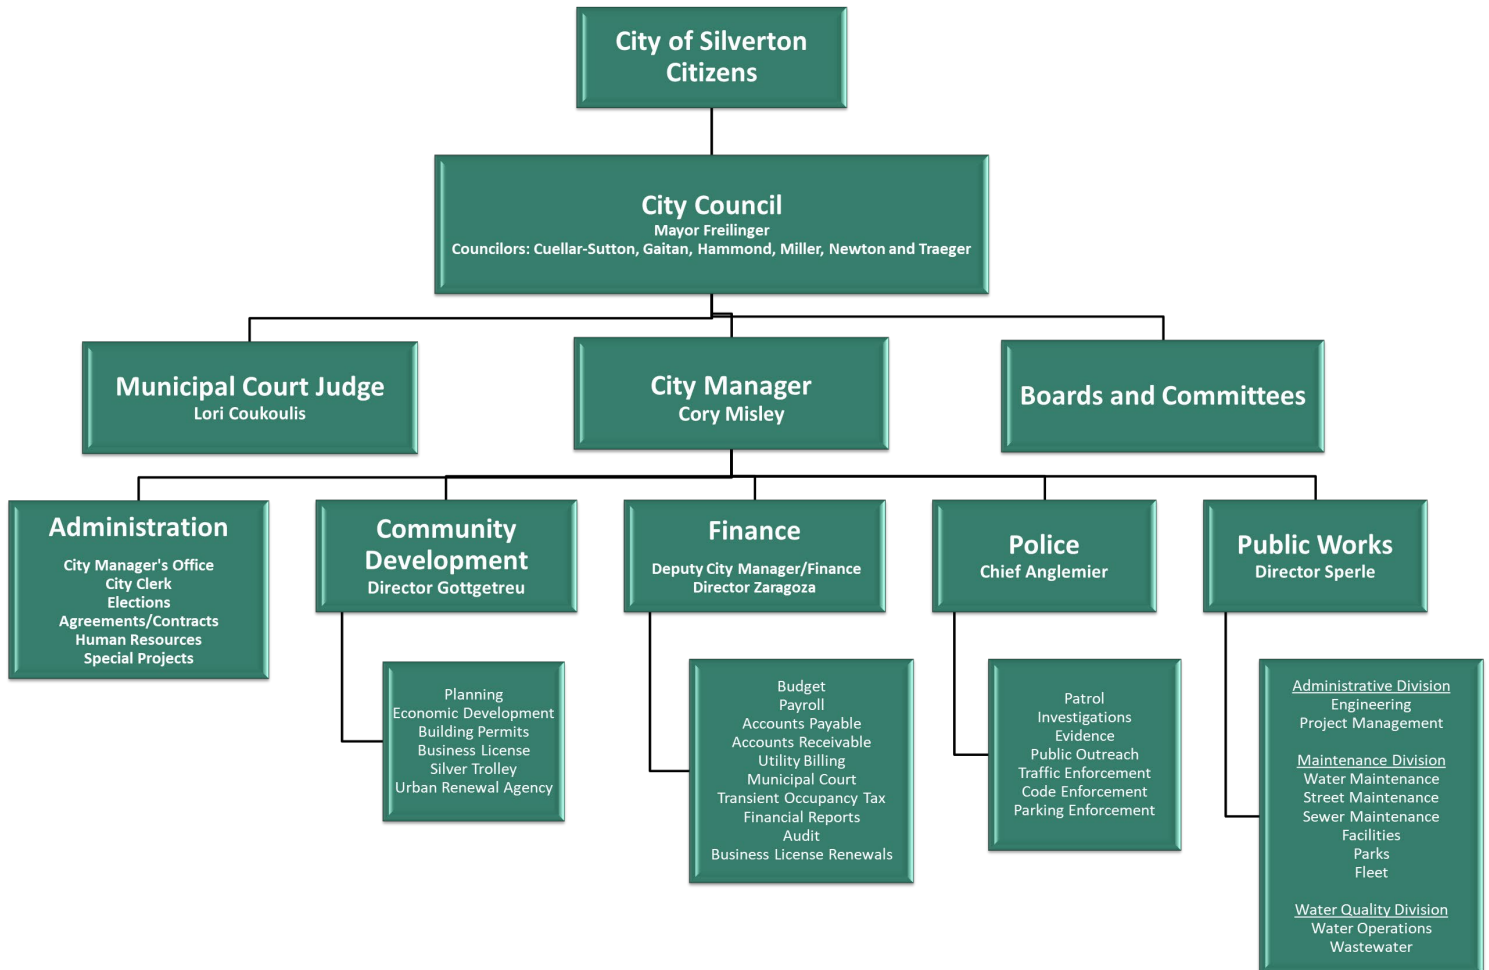 City of Silverton
Citizens
City Council
Mayor Freilinger
Councilors: Cuellar-Sutton, Gaitan, Hammond, Miller, Newton and Traeger
Municipal Court Judge
Lori Coukoulis
City Manager
Cory Misley
Boards and Committees
Administration
City Manager's Office
City Clerk
Elections
Agreements/Contracts
Human Resources
Special Projects
Community
Development
Director Gottgetreu
Finance
Deputy City Manager/Finance
Director Zaragoza
Police
Chief Anglemier
Public Works
Director Sperle
Planning
Economic Development
Building Permits
Business License
Silver Trolley
Urban Renewal Agency
Budget
Payroll
Accounts Payable
Accounts Receivable
Utility Billing
Municipal Court
Transient Occupancy Tax
Financial Reports
Audit
Business License Renewals
Patrol
Investigations
Evidence
Public Outreach
Traffic Enforcement
Code Enforcement
Parking Enforcement
Administrative Division
Engineering
Project Management
Maintenance Division
Water Maintenance
Street Maintenance
Sewer Maintenance
Facilities
Parks
Fleet
Water Quality Division
Water Operations
Wastewater